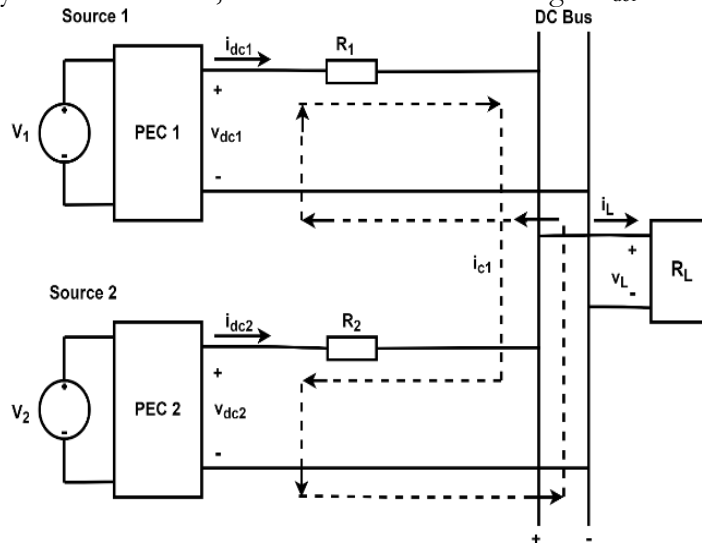 Source 1
DC Bus
i_dc1
R_1
+
V_1
+
-
PEC 1
v_dc1
-
i_L
+
v_L
-
R_L
i_c1
Source 2
i_dc2
R_2
+
V_2
+
-
PEC 2
v_dc2
-
+
-